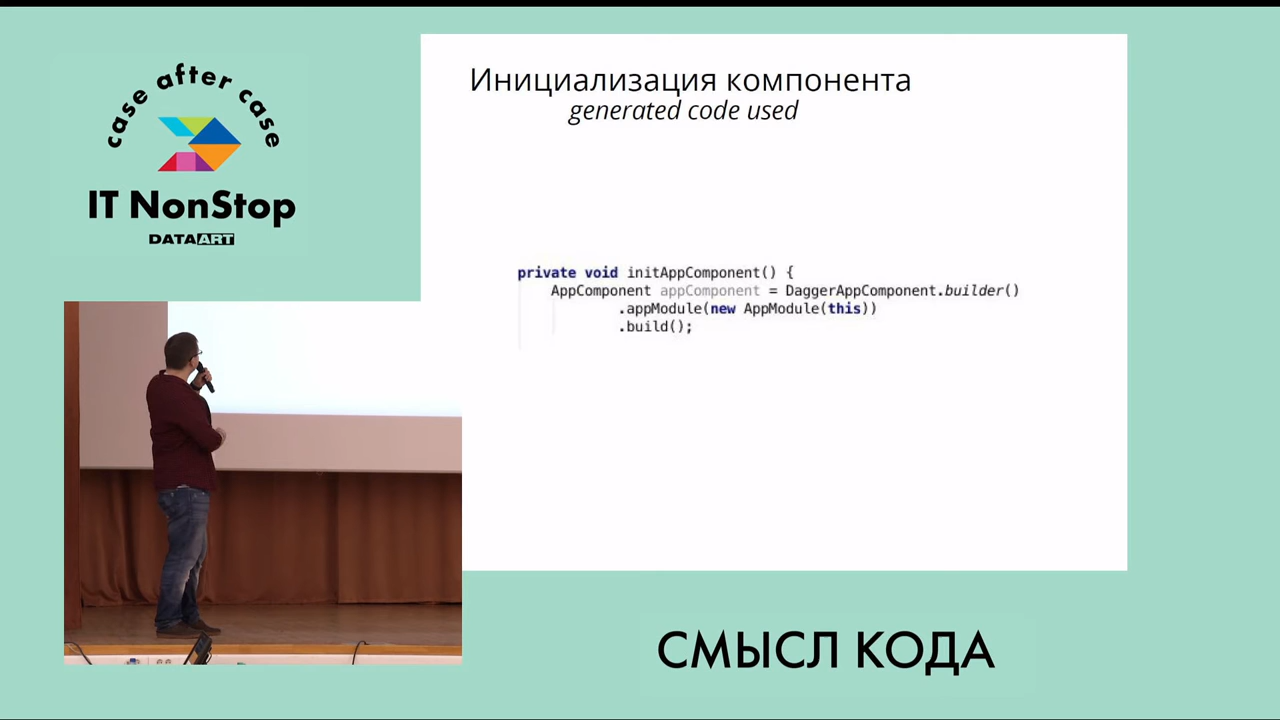 case after case
IT NonStop
DATAART
Инициализация компонента
generated code used
private void initAppComponent() {
AppComponent appComponent = DaggerAppComponent.builder()
.appModule(new AppModule(this))
.build();
СМЫСЛ КОДА